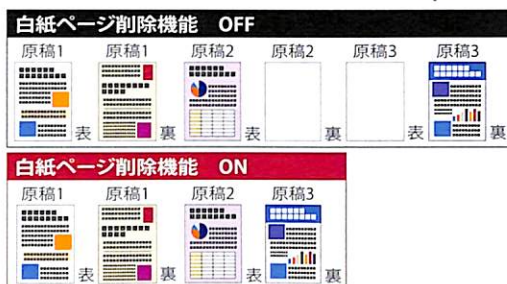 白紙ページ削除機能 OFF
原稿1 原稿1 原稿2 原稿2 原稿3 原稿3
表 裏 表 裏 表 裏
白紙ページ削除機能 ON
原稿1 原稿1 原稿2 原稿3
表 裏 表 裏